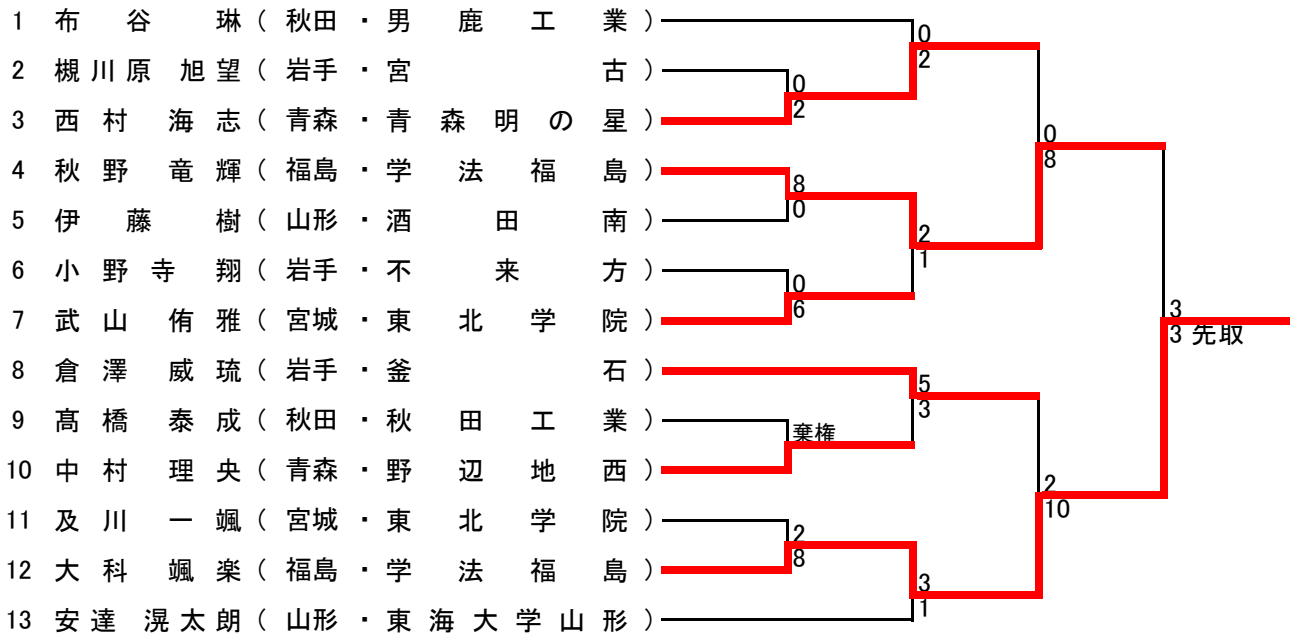 1 布谷 琳 ( 秋田 ・ 男鹿工業 )
2 槻川原 旭望 ( 岩手 ・ 宮古 )
3 西村 海志 ( 青森 ・ 青森明の星 )
4 秋野 竜輝 ( 福島 ・ 学法福島 )
5 伊藤 樹 ( 山形 ・ 酒田南 )
6 小野寺 翔 ( 岩手 ・ 不来方 )
7 武山 侑雅 ( 宮城 ・ 東北学院 )
8 倉澤 威琉 ( 岩手 ・ 釜石 )
9 髙橋 泰成 ( 秋田 ・ 秋田工業 )
10 中村 理央 ( 青森 ・ 野辺地西 )
11 及川 一颯 ( 宮城 ・ 東北学院 )
12 大科 颯楽 ( 福島 ・ 学法福島 )
13 安達 滉太朗 ( 山形 ・ 東海大学山形 )
0
2
8
0
0
6
棄権
2
8
0
2
2
1
5
3
3
1
0
8
2
10
3
3 先取